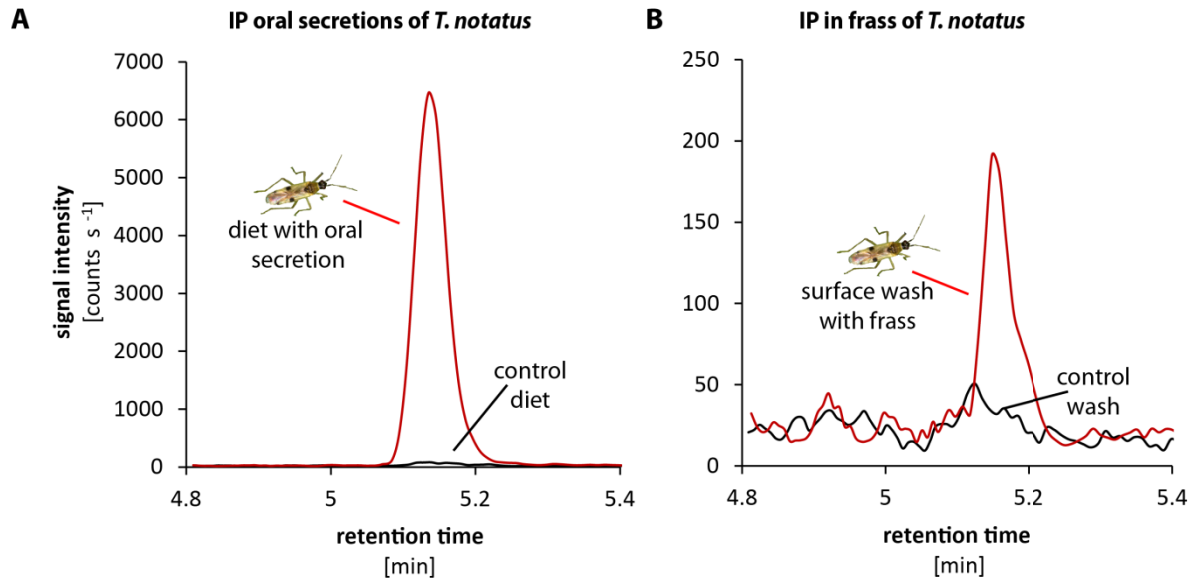 A
IP oral secretions of T. notatus
signal intensity
[counts s -1]
7000
6000
5000
4000
3000
2000
1000
0
diet with oral
secretion
control
diet
4.8
5
5.2
5.4
retention time
[min]
B
IP in frass of T. notatus
250
200
150
100
50
0
surface wash
with frass
control
wash
4.8
5
5.2
5.4
retention time
[min]